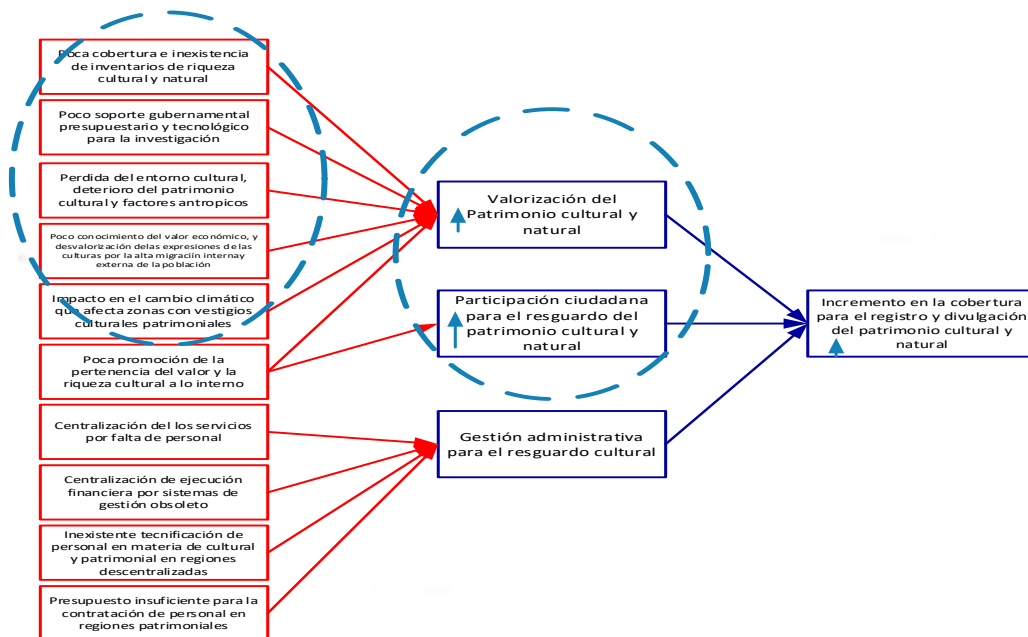 Poca cobertura e inexistencia
de inventarios de riqueza
cultural y natural
Poco soporte gubernamental
presupuestario y tecnológico
para la investigación
Perdida del entorno cultural,
deterioro del patrimonio
cultural y factores antropicos
Poco conocimiento del valor económico, y
desvalorización delas expresiones de las
culturas por la alta migraciín internay
externa de la población
Impacto en el cambio climático
que afecta zonas con vestigios
culturales patrimoniales
Poca promoción de la
pertenencia del valor y la
riqueza cultural a lo interno
Centralización del los servicios
por falta de personal
Centralización de ejecución
financiera por sistemas de
gestión obsoleto
Inexistente tecnificación de
personal en materia de cultural
y patrimonial en regiones
descentralizadas
Presupuesto insuficiente para la
contratación de personal en
regiones patrimoniales
Valorización del
Patrimonio cultural y
natural
Participación ciudadana
para el resguardo del
patrimonio cultural y
natural
Gestión administrativa
para el resguardo cultural
Incremento en la cobertura
para el registro y divulgación
del patrimonio cultural y
natural